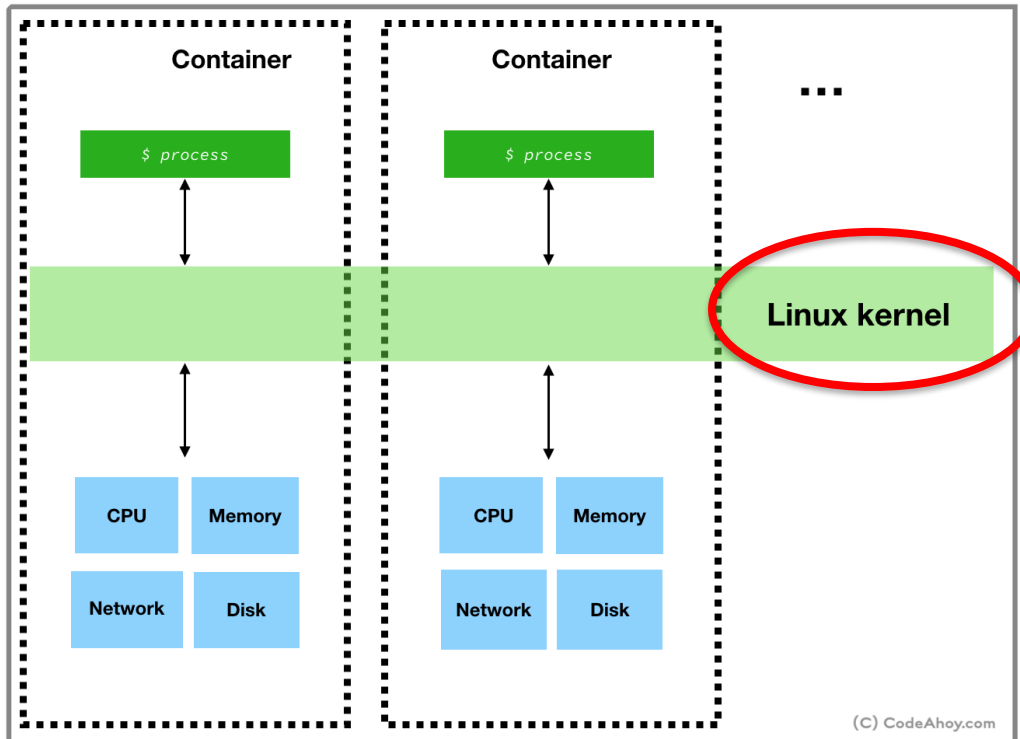 Container
Container
...
$ process
$ process
Linux kernel
CPU
Memory
CPU
Memory
Network
Disk
Network
Disk
(C) CodeAhoy.com